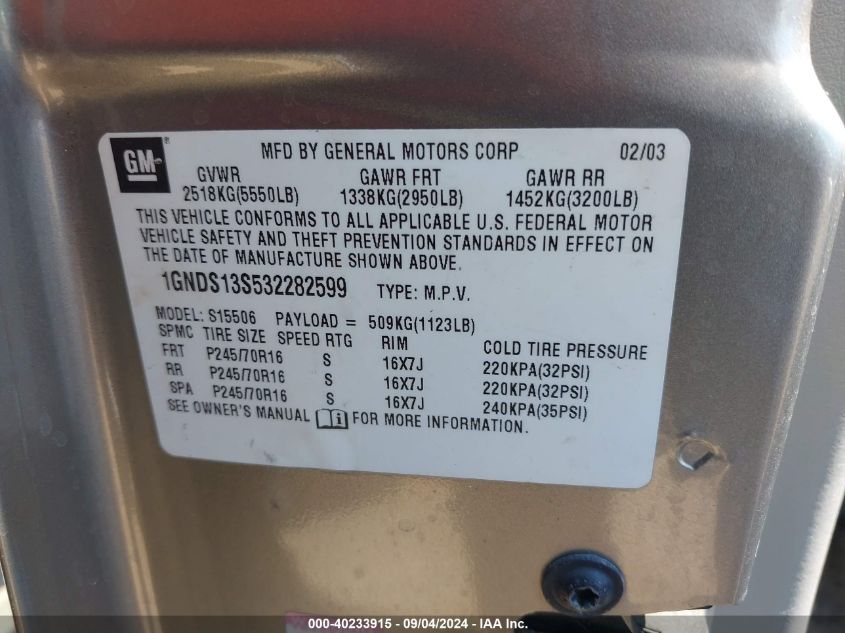 GM
MFD BY GENERAL MOTORS CORP 02/03
GVWR GAWR FRT GAWR RR
2518KG(5550LB) 1338KG(2950LB) 1452KG(3200LB)
THIS VEHICLE CONFORMS TO ALL APPLICABLE U.S. FEDERAL MOTOR
VEHICLE SAFETY AND THEFT PREVENTION STANDARDS IN EFFECT ON
THE DATE OF MANUFACTURE SHOWN ABOVE.
1GNDS13S532282599 TYPE: M.P.V.
MODEL: S15506 PAYLOAD = 509KG(1123LB)
SPMC TIRE SIZE SPEED RTG RIM COLD TIRE PRESSURE
FRT P245/70R16 S 16X7J 220KPA(32PSI)
RR P245/70R16 S 16X7J 220KPA(32PSI)
SPA P245/70R16 S 16X7J 240KPA(35PSI)
SEE OWNER'S MANUAL i FOR MORE INFORMATION.
000-40233915 - 09/04/2024 - IAA Inc.